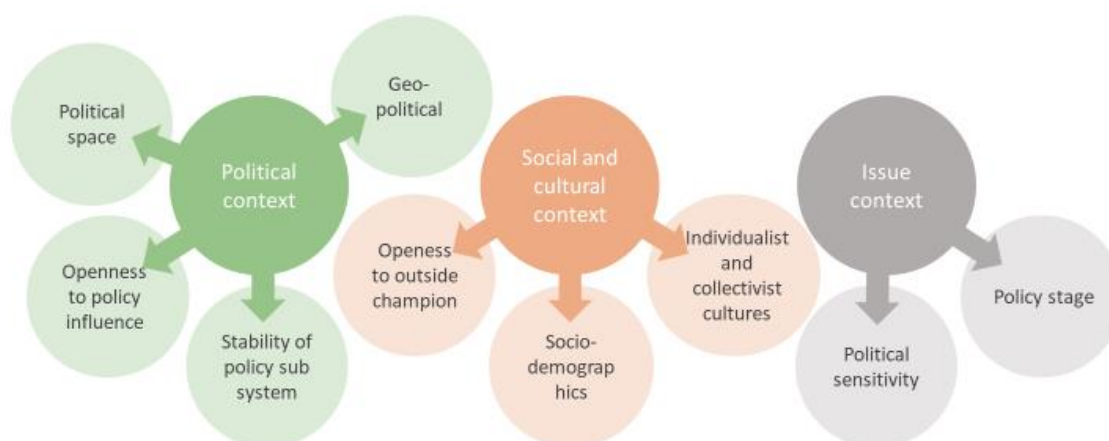 Political
space
Geo-
political
Political
context
Openness
to policy
influence
Stability of
policy sub
system
Social and
cultural
context
Openess
to outside
champion
Socio-
demograp
hics
Individualist
and
collectivist
cultures
Issue
context
Political
sensitivity
Policy stage